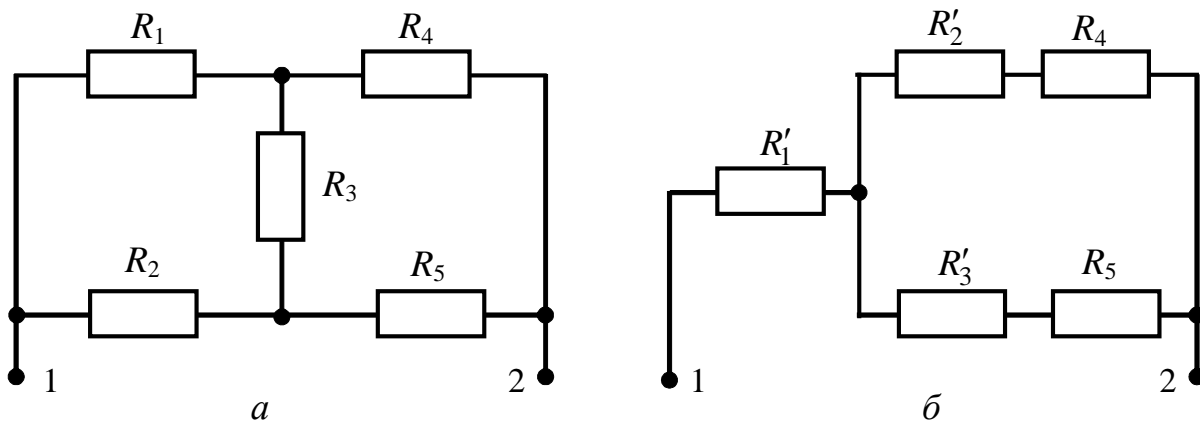 R₁
R₄
R₃
R₂
R₅
1
2
а
R′₂
R₄
R′₁
R′₃
R₅
1
2
б